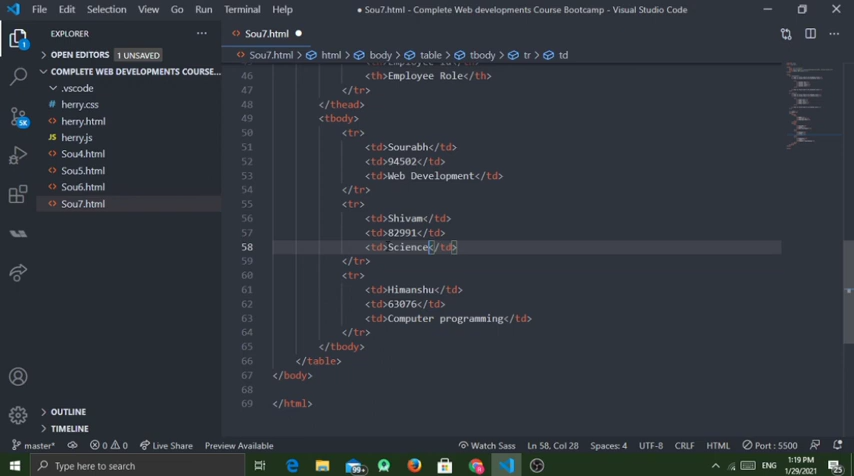 File Edit Selection View Go Run Terminal Help
● Sou7.html - Complete Web developments Course Bootcamp - Visual Studio Code
EXPLORER
OPEN EDITORS 1 UNSAVED
COMPLETE WEB DEVELOPMENTS COURSE...
.vscode
herry.css
herry.html
JS herry.js
Sou4.html
Sou5.html
Sou6.html
Sou7.html
OUTLINE
TIMELINE
1
5K
Sou7.html ●
Sou7.html > html > body > table > tbody > tr > td
46 <th>Employee Role</th>
47 </tr>
48 </thead>
49 <tbody>
50 <tr>
51 <td>Sourabh</td>
52 <td>94502</td>
53 <td>Web Development</td>
54 </tr>
55 <tr>
56 <td>Shivam</td>
57 <td>82991</td>
58 <td>Science</td>
59 </tr>
60 <tr>
61 <td>Himanshu</td>
62 <td>63076</td>
63 <td>Computer programming</td>
64 </tr>
65 </tbody>
66 </table>
67 </body>
68
69 </html>
master* 0 0 Live Share Preview Available Watch Sass Ln 58, Col 28 Spaces: 4 UTF-8 CRLF HTML Port : 5500
Type here to search 99+ ENG 1:19 PM
1/29/2021 25